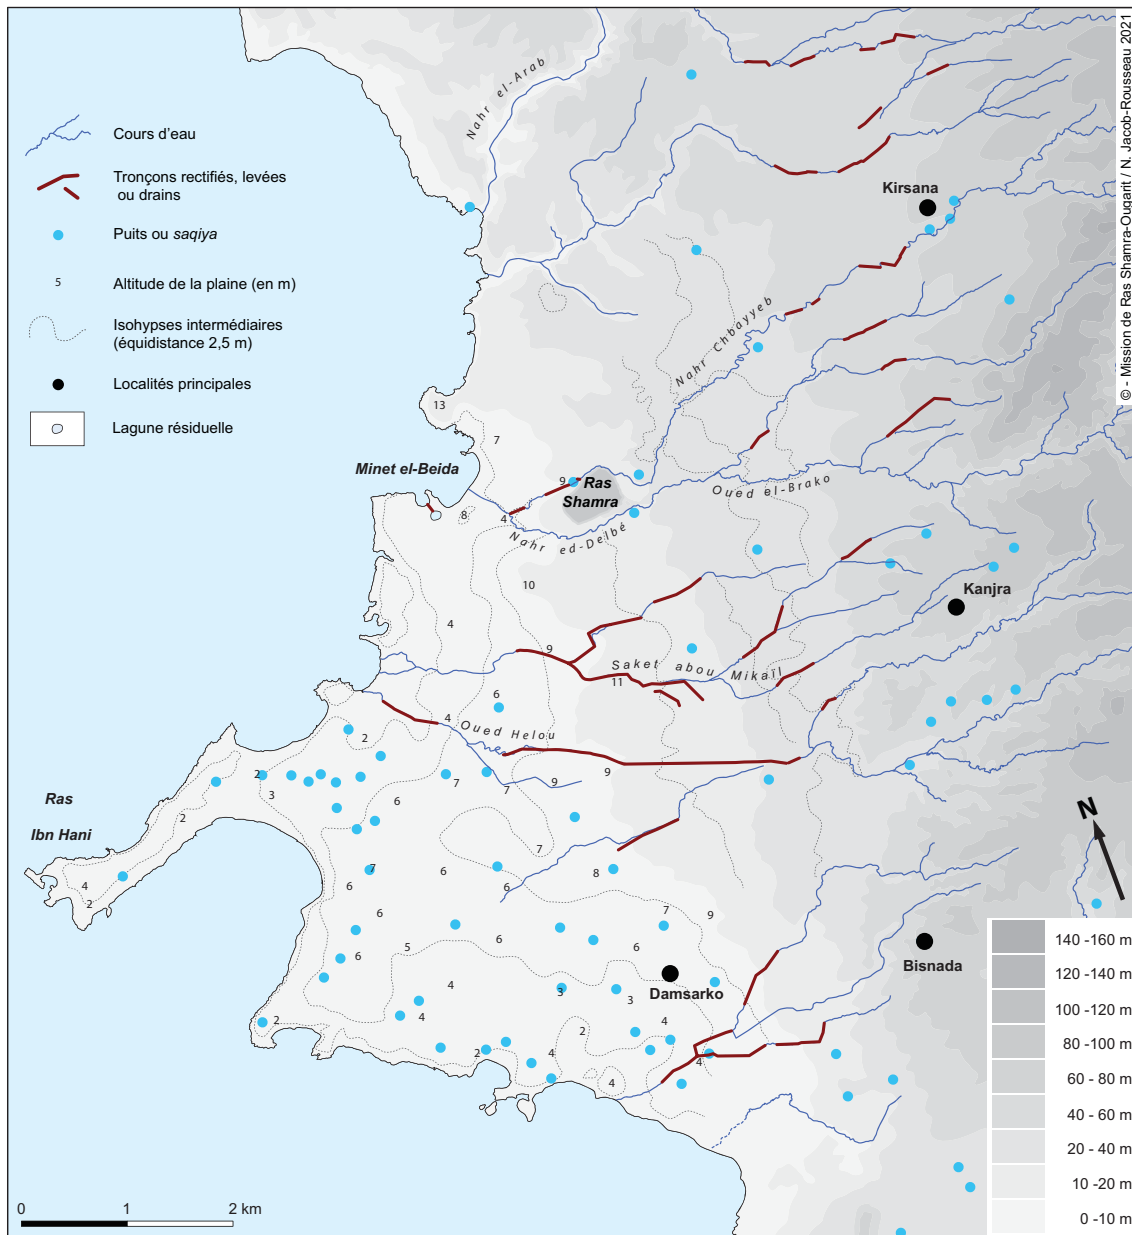 Cours d'eau
Tronçons rectifiés, levées
ou drains
Puits ou saqiya
5
Altitude de la plaine (en m)
Isohypses intermédiaires
(équidistance 2,5 m)
Localités principales
Lagune résiduelle
© - Mission de Ras Shamra-Ougarit / N. Jacob-Rousseau 2021
Nahr el-Arab
Kirsana
Nahr Chbayyeb
13
7
Minet el-Beida
9
Ras
Shamra
Oued el-Brako
8
4
Nahr ed-Delbé
10
Kanjra
4
9
Saket abou Mikaïl
11
6
4
Oued Helou
2
9
2
7
9
7
3
6
2
Ras
Ibn Hani
7
7
6
8
4
6
6
2
7
9
6
6
6
5
6
N
Bisnada
4
3
3
Damsarko
2
4
2
4
2
4
4
4
140 -160 m
120 -140 m
100 -120 m
80 -100 m
60 - 80 m
40 - 60 m
20 - 40 m
10 -20 m
0 -10 m
0
1
2 km